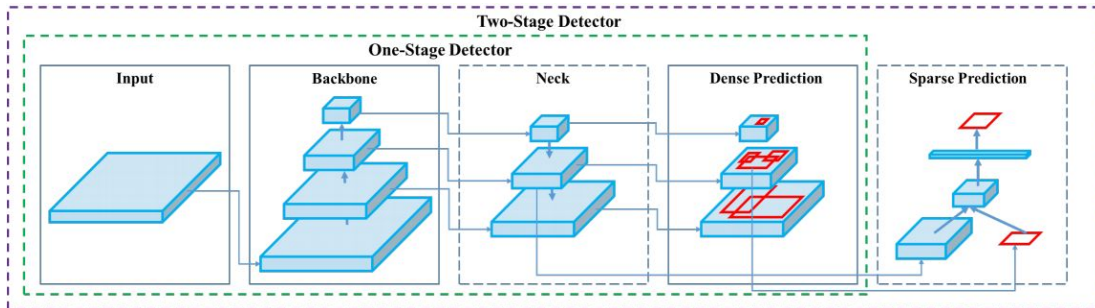 Two-Stage Detector
One-Stage Detector
Input
Backbone
Neck
Dense Prediction
Sparse Prediction